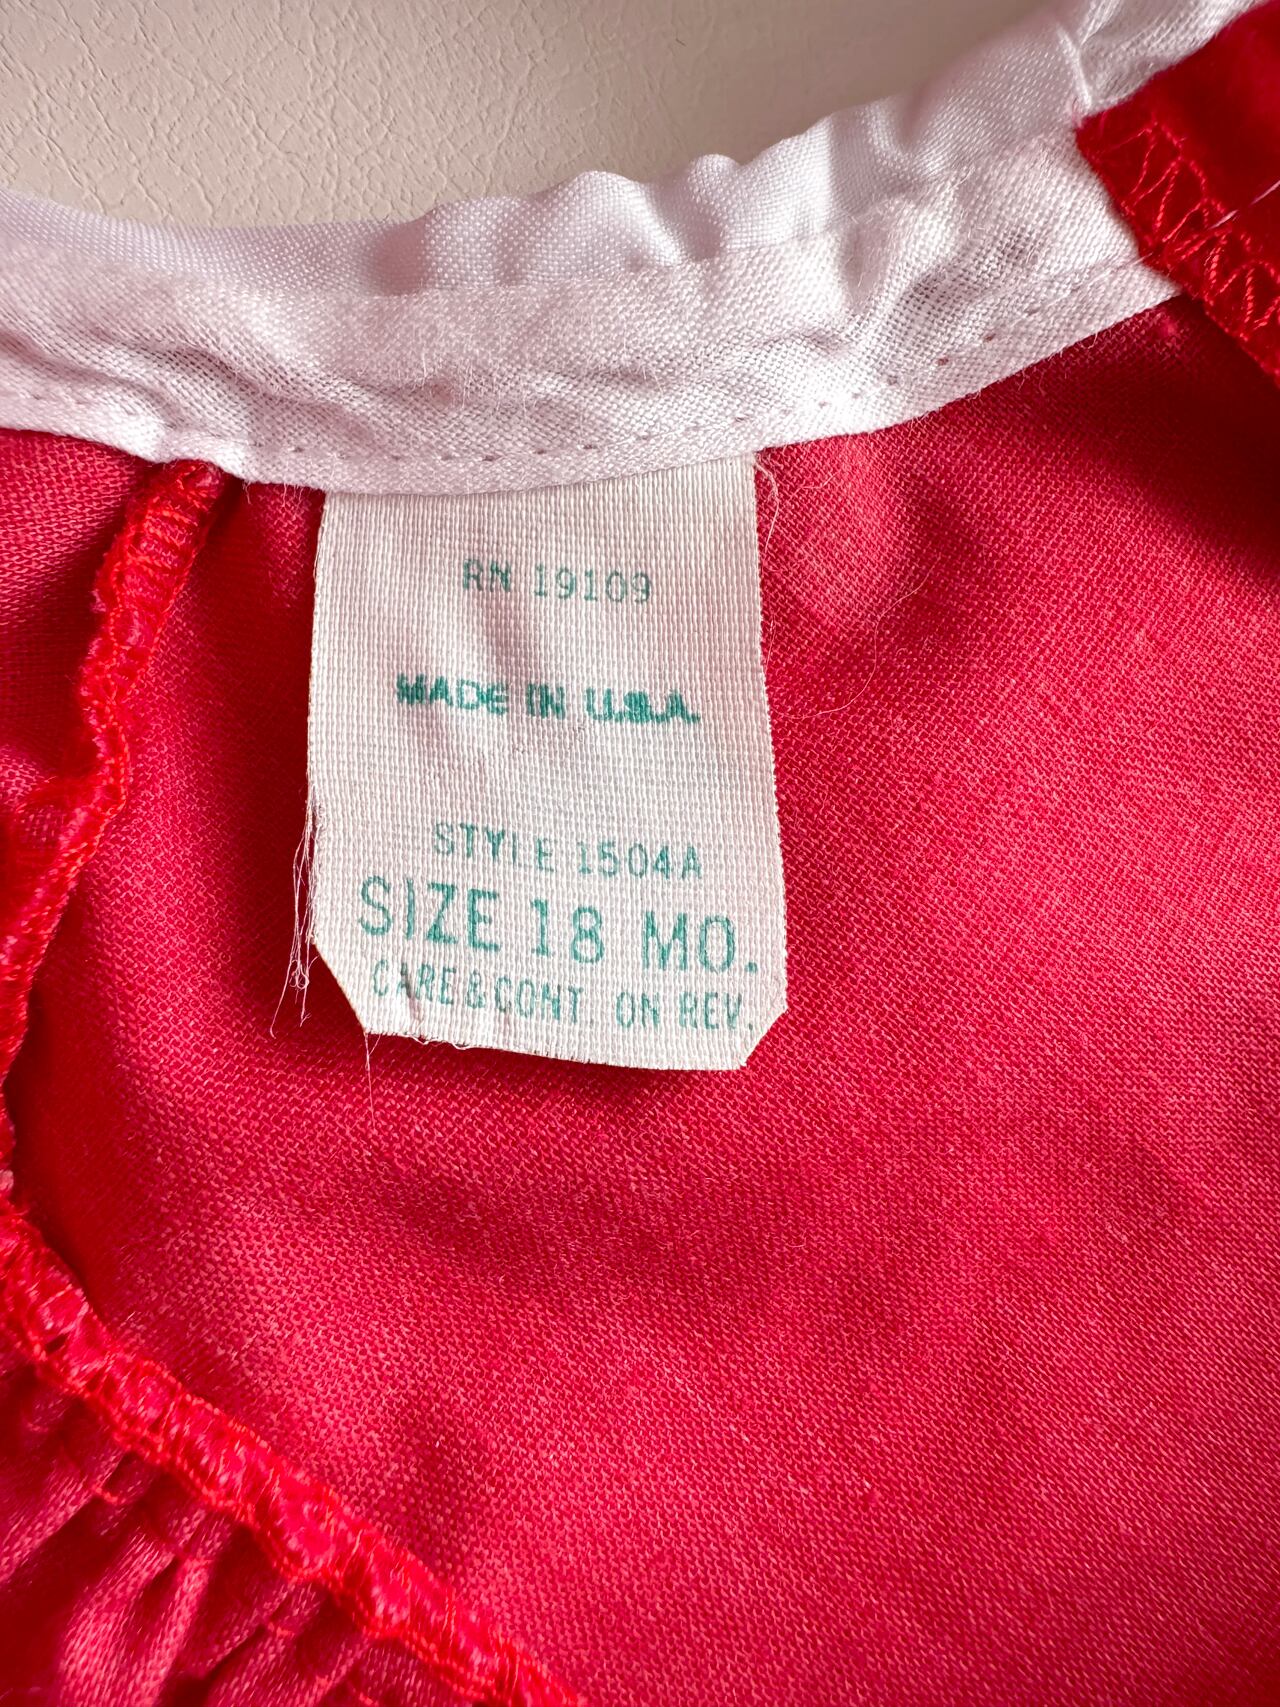 RN 19109
MADE IN U.S.A.
STYLE 1504A
SIZE 18 MO.
CARE & CONT. ON REV.